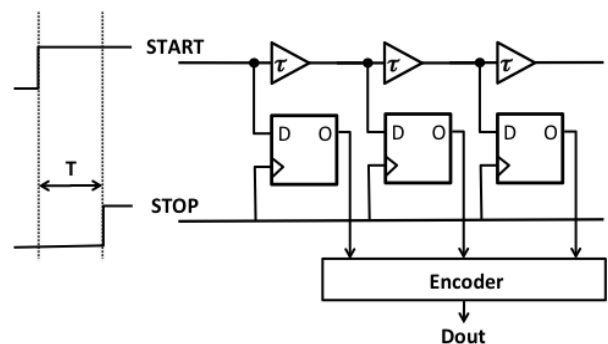 START
τ τ τ
D O D O D O
T
STOP
Encoder
Dout